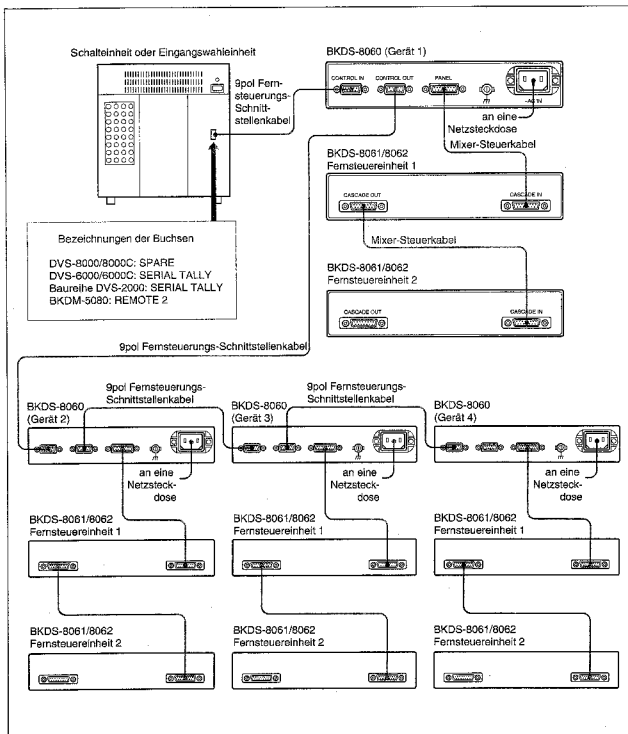 Schalteinheit oder Eingangswahleinheit
BKDS-8060 (Gerät 1)
CONTROL IN
CONTROL OUT
PANEL
~AC IN
9pol Fern-
steuerungs-
Schnitt-
stellenkabel
an eine
Netzsteckdose
Mixer-Steuerkabel
BKDS-8061/8062
Fernsteuereinheit 1
CASCADE OUT
CASCADE IN
Bezeichnungen der Buchsen
DVS-8000/8000C: SPARE
DVS-6000/6000C: SERIAL TALLY
Baureihe DVS-2000: SERIAL TALLY
BKDM-5080: REMOTE 2
Mixer-Steuerkabel
BKDS-8061/8062
Fernsteuereinheit 2
CASCADE OUT
CASCADE IN
9pol Fernsteuerungs-Schnittstellenkabel
BKDS-8060
(Gerät 2)
9pol Fernsteuerungs-
Schnittstellenkabel
BKDS-8060
(Gerät 3)
9pol Fernsteuerungs-
Schnittstellenkabel
BKDS-8060
(Gerät 4)
an eine
Netzsteck-
dose
an eine
Netzsteck-
dose
an eine
Netzsteck-
dose
BKDS-8061/8062
Fernsteuereinheit 1
BKDS-8061/8062
Fernsteuereinheit 1
BKDS-8061/8062
Fernsteuereinheit 1
BKDS-8061/8062
Fernsteuereinheit 2
BKDS-8061/8062
Fernsteuereinheit 2
BKDS-8061/8062
Fernsteuereinheit 2